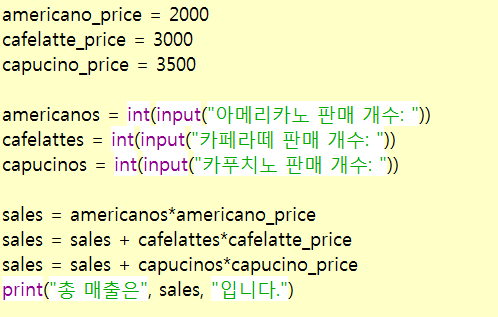 americano_price = 2000
cafelatte_price = 3000
capucino_price = 3500
americanos = int(input("아메리카노 판매 개수: "))
cafelattes = int(input("카페라떼 판매 개수: "))
capucinos = int(input("카푸치노 판매 개수: "))
sales = americanos*americano_price
sales = sales + cafelattes*cafelatte_price
sales = sales + capucinos*capucino_price
print("총 매출은", sales, "입니다.")